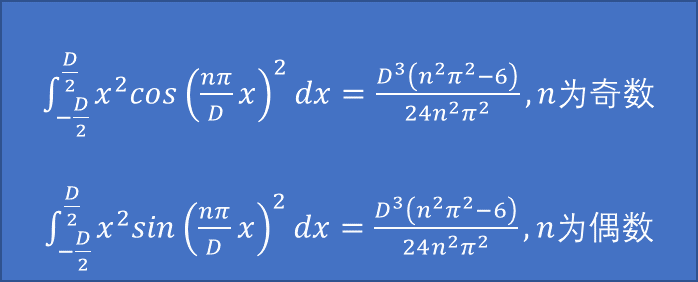 ∫_{-D/2}^{D/2} x²cos(nπ/D x)² dx = D³(n²π²−6)/24n²π² , n为奇数
∫_{-D/2}^{D/2} x²sin(nπ/D x)² dx = D³(n²π²−6)/24n²π² , n为偶数